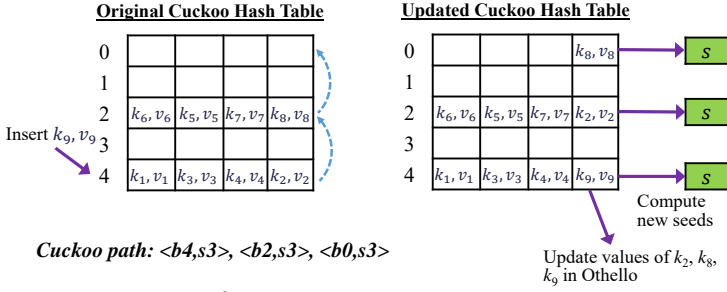 Original Cuckoo Hash Table
0
1
2 k₆, v₆ k₅, v₅ k₇, v₇ k₈, v₈
Insert k₉, v₉
3
4 k₁, v₁ k₃, v₃ k₄, v₄ k₂, v₂
Cuckoo path: <b4,s3>, <b2,s3>, <b0,s3>
Updated Cuckoo Hash Table
0 k₈, v₈ s
1
2 k₆, v₆ k₅, v₅ k₇, v₇ k₂, v₂ s
3
4 k₁, v₁ k₃, v₃ k₄, v₄ k₉, v₉ s
Compute
new seeds
Update values of k₂, k₈,
k₉ in Othello